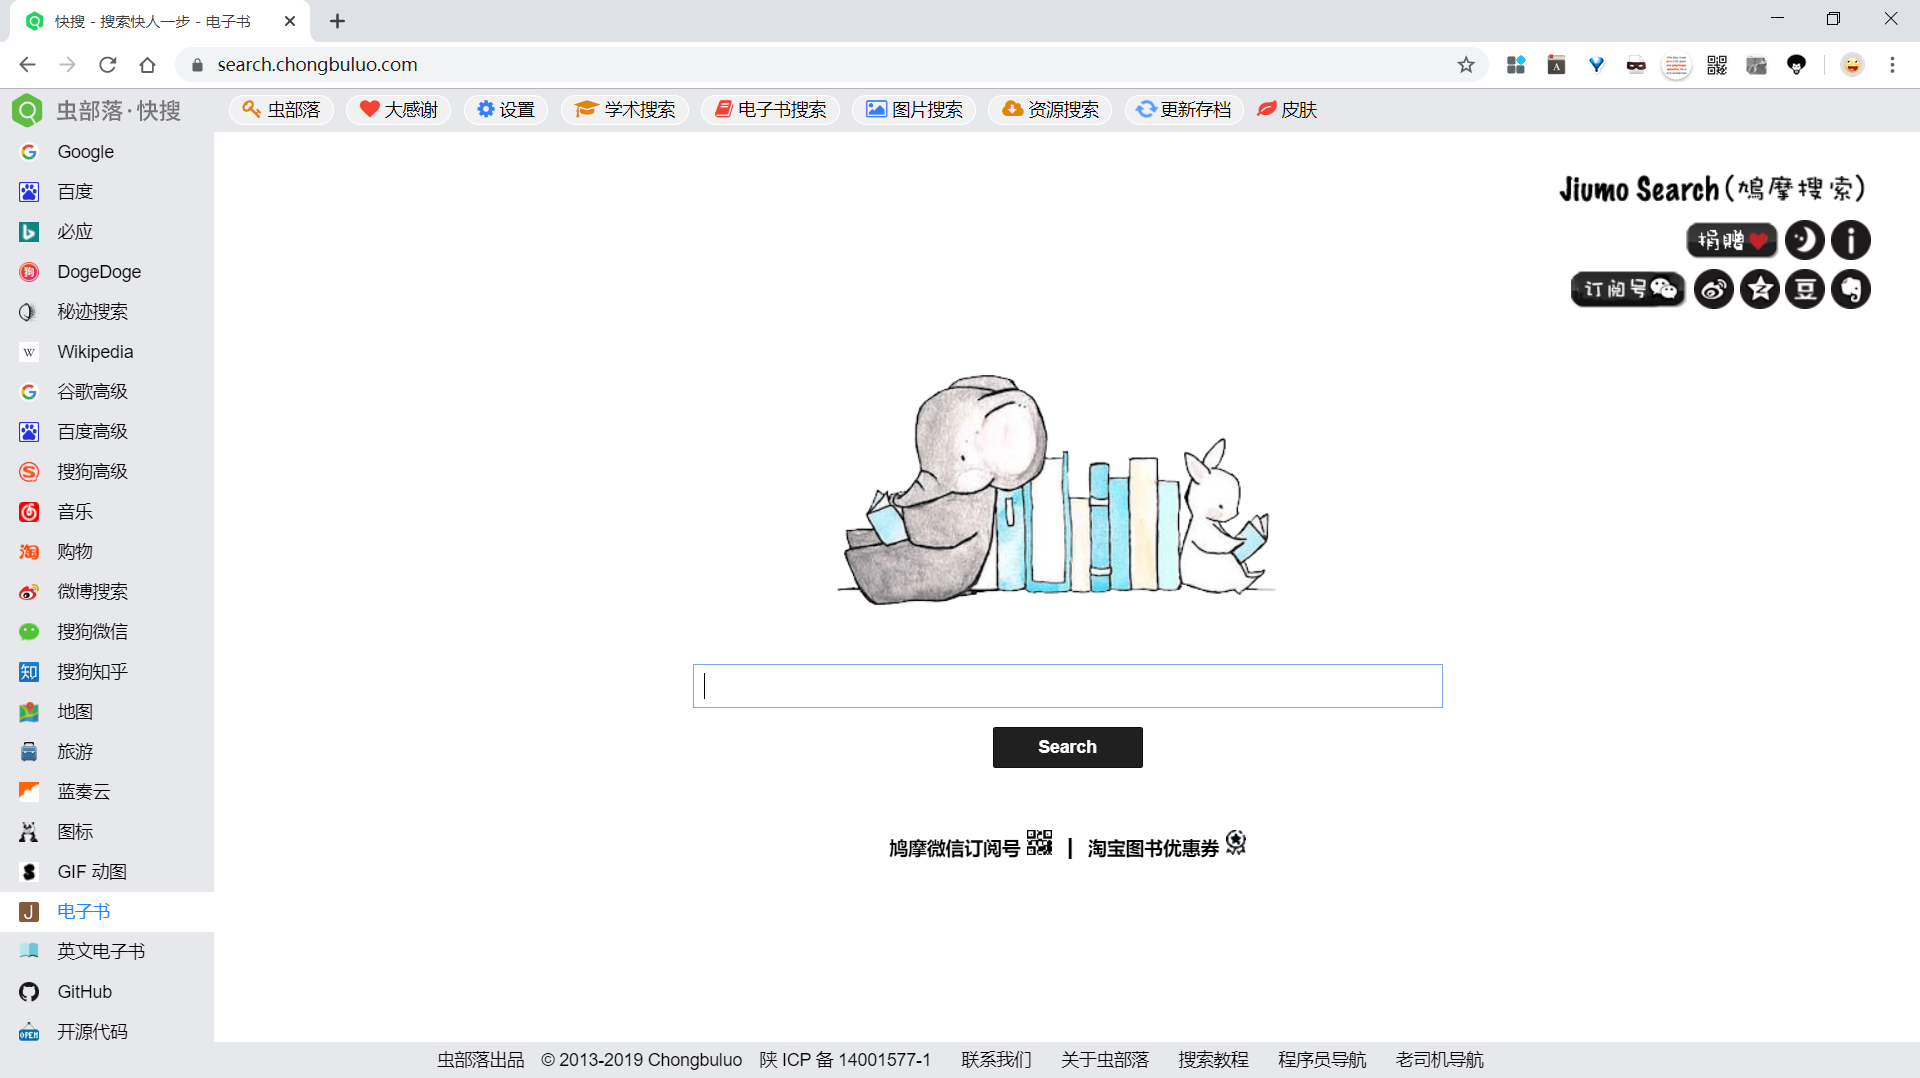 快搜 - 搜索快人一步 - 电子书
search.chongbuluo.com
虫部落·快搜
虫部落
大感谢
设置
学术搜索
电子书搜索
图片搜索
资源搜索
更新存档
皮肤
Google
百度
必应
DogeDoge
秘迹搜索
Wikipedia
谷歌高级
百度高级
搜狗高级
音乐
购物
微博搜索
搜狗微信
搜狗知乎
地图
旅游
蓝奏云
图标
GIF 动图
电子书
英文电子书
GitHub
开源代码
Jiumo Search(鳩摩搜索)
捐赠
订阅号
Search
鸠摩微信订阅号 | 淘宝图书优惠券
虫部落出品 © 2013-2019 Chongbuluo 陕 ICP 备 14001577-1 联系我们 关于虫部落 搜索教程 程序员导航 老司机导航